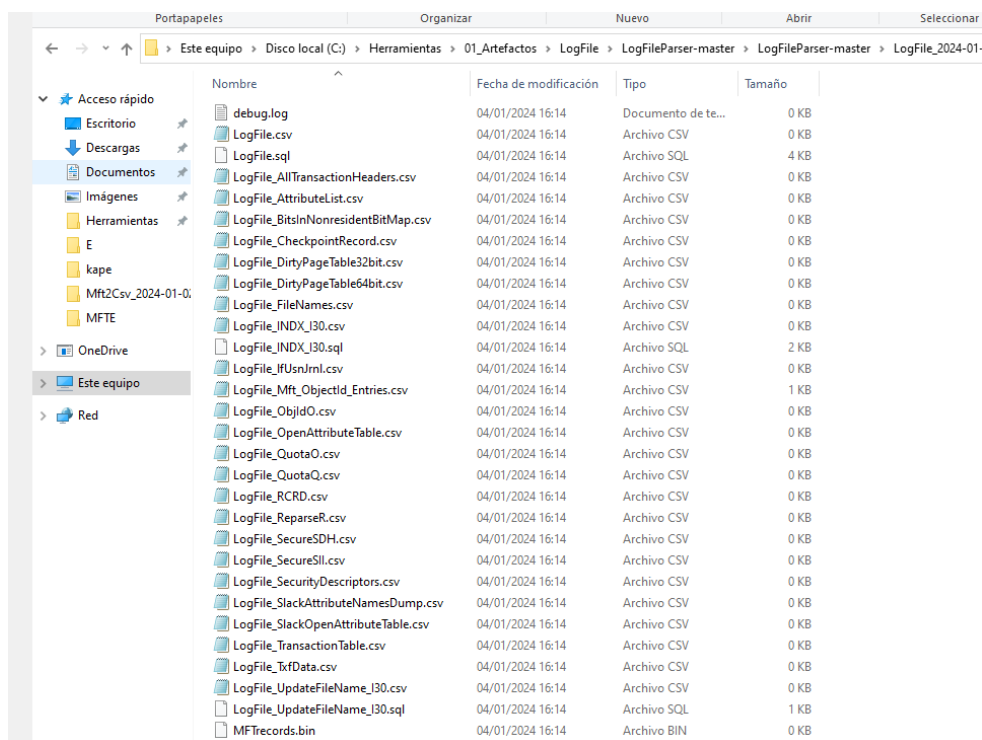 Portapapeles Organizar Nuevo Abrir Seleccionar
Este equipo > Disco local (C:) > Herramientas > 01_Artefactos > LogFile > LogFileParser-master > LogFileParser-master > LogFile_2024-01-
Nombre Fecha de modificación Tipo Tamaño
Acceso rápido
Escritorio
Descargas
Documentos
Imágenes
Herramientas
E
kape
Mft2Csv_2024-01-02
MFTE
OneDrive
Este equipo
Red
debug.log 04/01/2024 16:14 Documento de te... 0 KB
LogFile.csv 04/01/2024 16:14 Archivo CSV 0 KB
LogFile.sql 04/01/2024 16:14 Archivo SQL 4 KB
LogFile_AllTransactionHeaders.csv 04/01/2024 16:14 Archivo CSV 0 KB
LogFile_AttributeList.csv 04/01/2024 16:14 Archivo CSV 0 KB
LogFile_BitsInNonresidentBitMap.csv 04/01/2024 16:14 Archivo CSV 0 KB
LogFile_CheckpointRecord.csv 04/01/2024 16:14 Archivo CSV 0 KB
LogFile_DirtyPageTable32bit.csv 04/01/2024 16:14 Archivo CSV 0 KB
LogFile_DirtyPageTable64bit.csv 04/01/2024 16:14 Archivo CSV 0 KB
LogFile_FileNames.csv 04/01/2024 16:14 Archivo CSV 0 KB
LogFile_INDX_I30.csv 04/01/2024 16:14 Archivo CSV 0 KB
LogFile_INDX_I30.sql 04/01/2024 16:14 Archivo SQL 2 KB
LogFile_lfUsnJrnl.csv 04/01/2024 16:14 Archivo CSV 0 KB
LogFile_Mft_ObjectId_Entries.csv 04/01/2024 16:14 Archivo CSV 1 KB
LogFile_ObjIdO.csv 04/01/2024 16:14 Archivo CSV 0 KB
LogFile_OpenAttributeTable.csv 04/01/2024 16:14 Archivo CSV 0 KB
LogFile_QuotaO.csv 04/01/2024 16:14 Archivo CSV 0 KB
LogFile_QuotaQ.csv 04/01/2024 16:14 Archivo CSV 0 KB
LogFile_RCRD.csv 04/01/2024 16:14 Archivo CSV 0 KB
LogFile_ReparseR.csv 04/01/2024 16:14 Archivo CSV 0 KB
LogFile_SecureSDH.csv 04/01/2024 16:14 Archivo CSV 0 KB
LogFile_SecureSII.csv 04/01/2024 16:14 Archivo CSV 0 KB
LogFile_SecurityDescriptors.csv 04/01/2024 16:14 Archivo CSV 0 KB
LogFile_SlackAttributeNamesDump.csv 04/01/2024 16:14 Archivo CSV 0 KB
LogFile_SlackOpenAttributeTable.csv 04/01/2024 16:14 Archivo CSV 0 KB
LogFile_TransactionTable.csv 04/01/2024 16:14 Archivo CSV 0 KB
LogFile_TxfData.csv 04/01/2024 16:14 Archivo CSV 0 KB
LogFile_UpdateFileName_I30.csv 04/01/2024 16:14 Archivo CSV 0 KB
LogFile_UpdateFileName_I30.sql 04/01/2024 16:14 Archivo SQL 1 KB
MFTrecords.bin 04/01/2024 16:14 Archivo BIN 0 KB